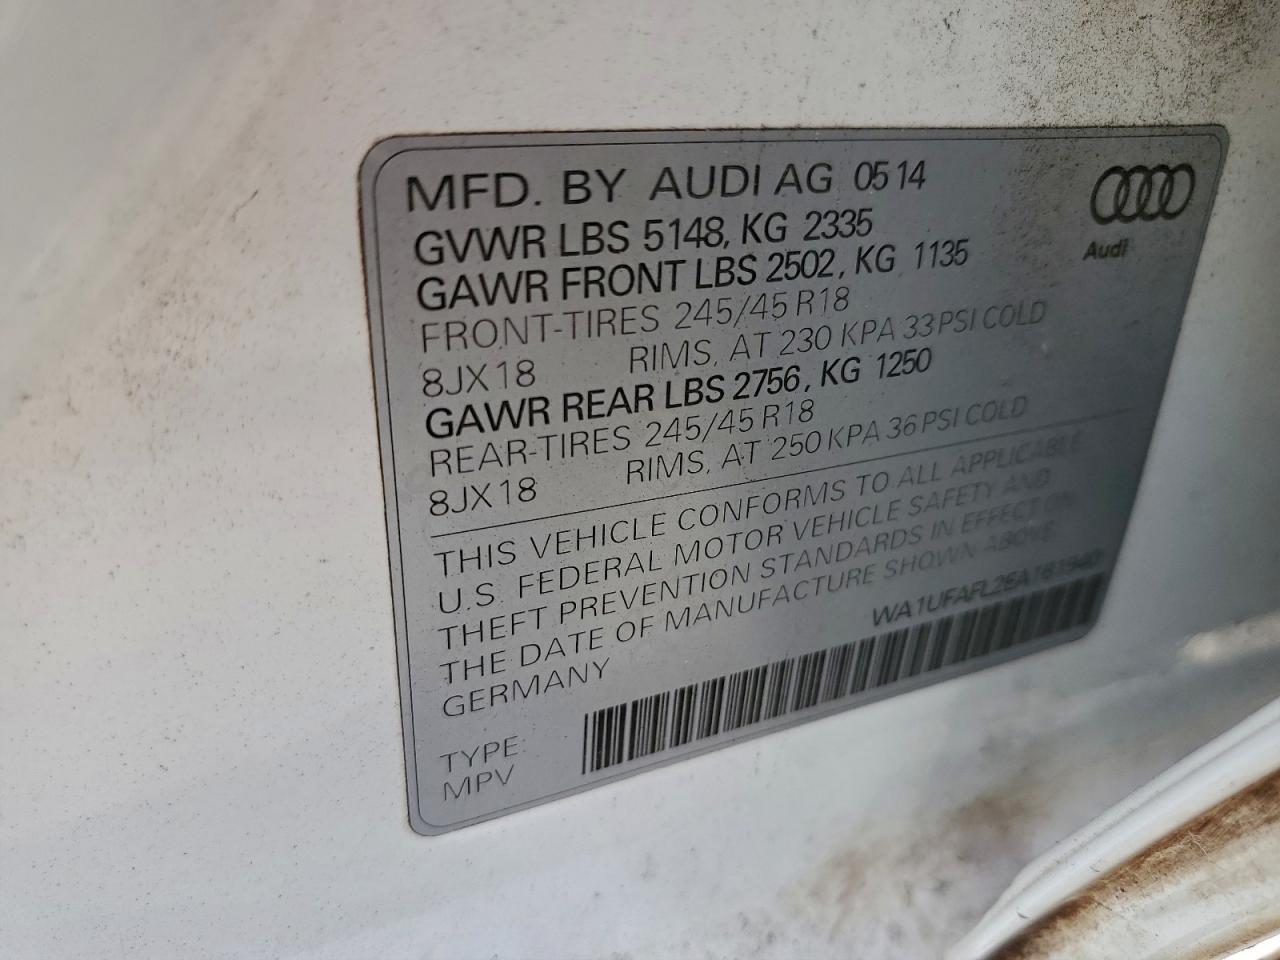 MFD. BY AUDI AG 0514
GVWR LBS 5148, KG 2335
GAWR FRONT LBS 2502, KG 1135
FRONT-TIRES 245/45 R18
8JX18 RIMS, AT 230 KPA 33 PSI COLD
GAWR REAR LBS 2756, KG 1250
REAR-TIRES 245/45 R18
8JX18 RIMS, AT 250 KPA 36 PSI COLD
THIS VEHICLE CONFORMS TO ALL APPLICABLE
U.S. FEDERAL MOTOR VEHICLE SAFETY AND
THEFT PREVENTION STANDARDS IN EFFECT ON
THE DATE OF MANUFACTURE SHOWN ABOVE
GERMANY
WA1UFAFL2EA161940
TYPE:
MPV
Audi